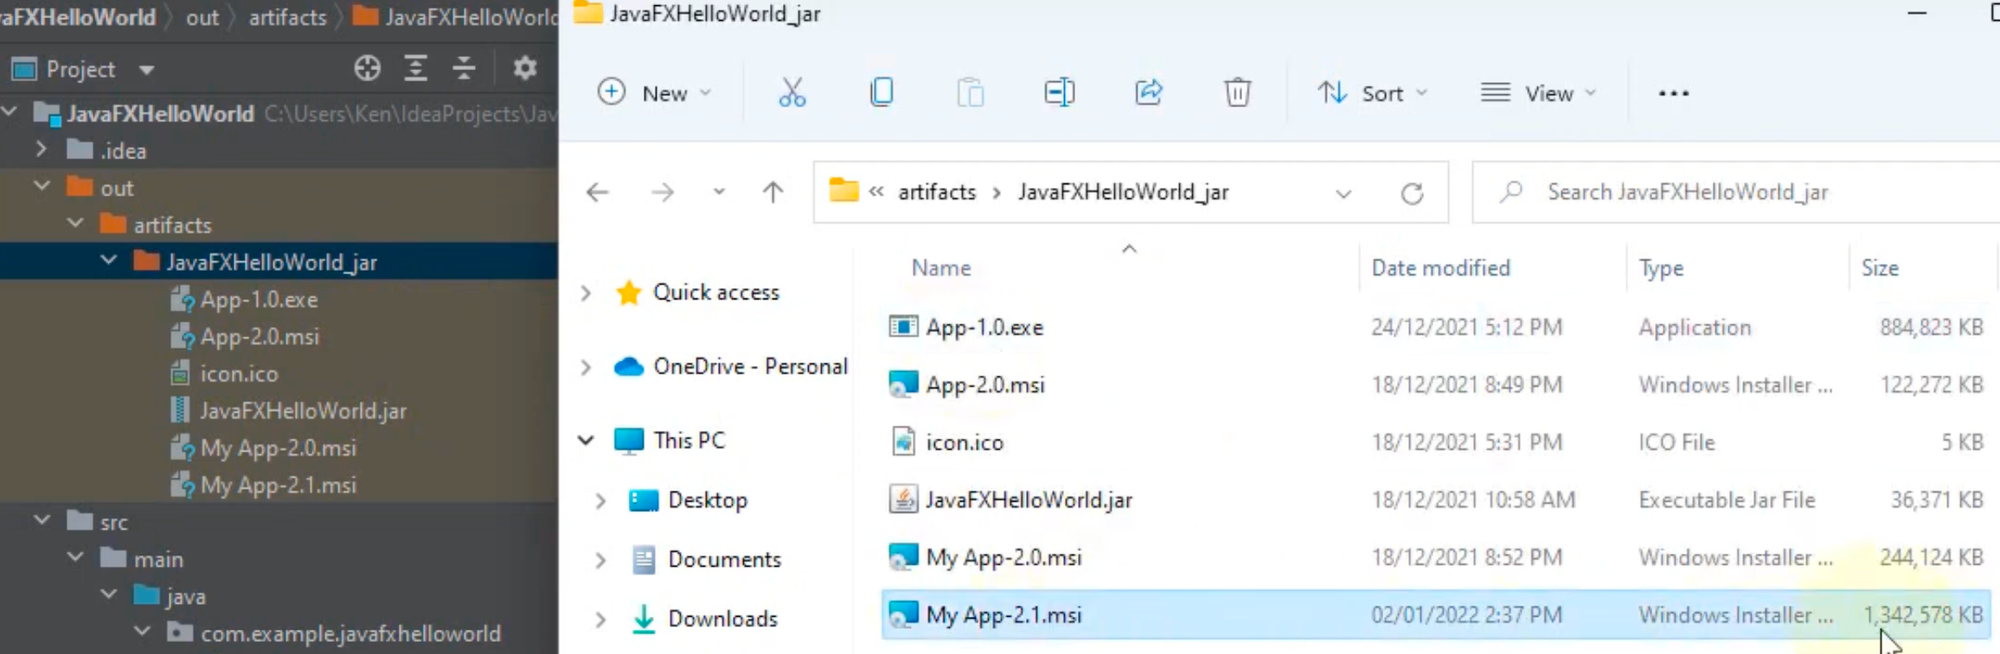 aFXHelloWorld › out › artifacts › JavaFXHelloWorld
Project
JavaFXHelloWorld C:\Users\Ken\IdeaProjects\Jav
.idea
out
artifacts
JavaFXHelloWorld_jar
App-1.0.exe
App-2.0.msi
icon.ico
JavaFXHelloWorld.jar
My App-2.0.msi
My App-2.1.msi
src
main
java
com.example.javafxhelloworld
JavaFXHelloWorld_jar
New Sort View ...
« artifacts › JavaFXHelloWorld_jar
Search JavaFXHelloWorld_jar
Quick access
OneDrive - Personal
This PC
Desktop
Documents
Downloads
Name Date modified Type Size
App-1.0.exe 24/12/2021 5:12 PM Application 884,823 KB
App-2.0.msi 18/12/2021 8:49 PM Windows Installer ... 122,272 KB
icon.ico 18/12/2021 5:31 PM ICO File 5 KB
JavaFXHelloWorld.jar 18/12/2021 10:58 AM Executable Jar File 36,371 KB
My App-2.0.msi 18/12/2021 8:52 PM Windows Installer ... 244,124 KB
My App-2.1.msi 02/01/2022 2:37 PM Windows Installer ... 1,342,578 KB